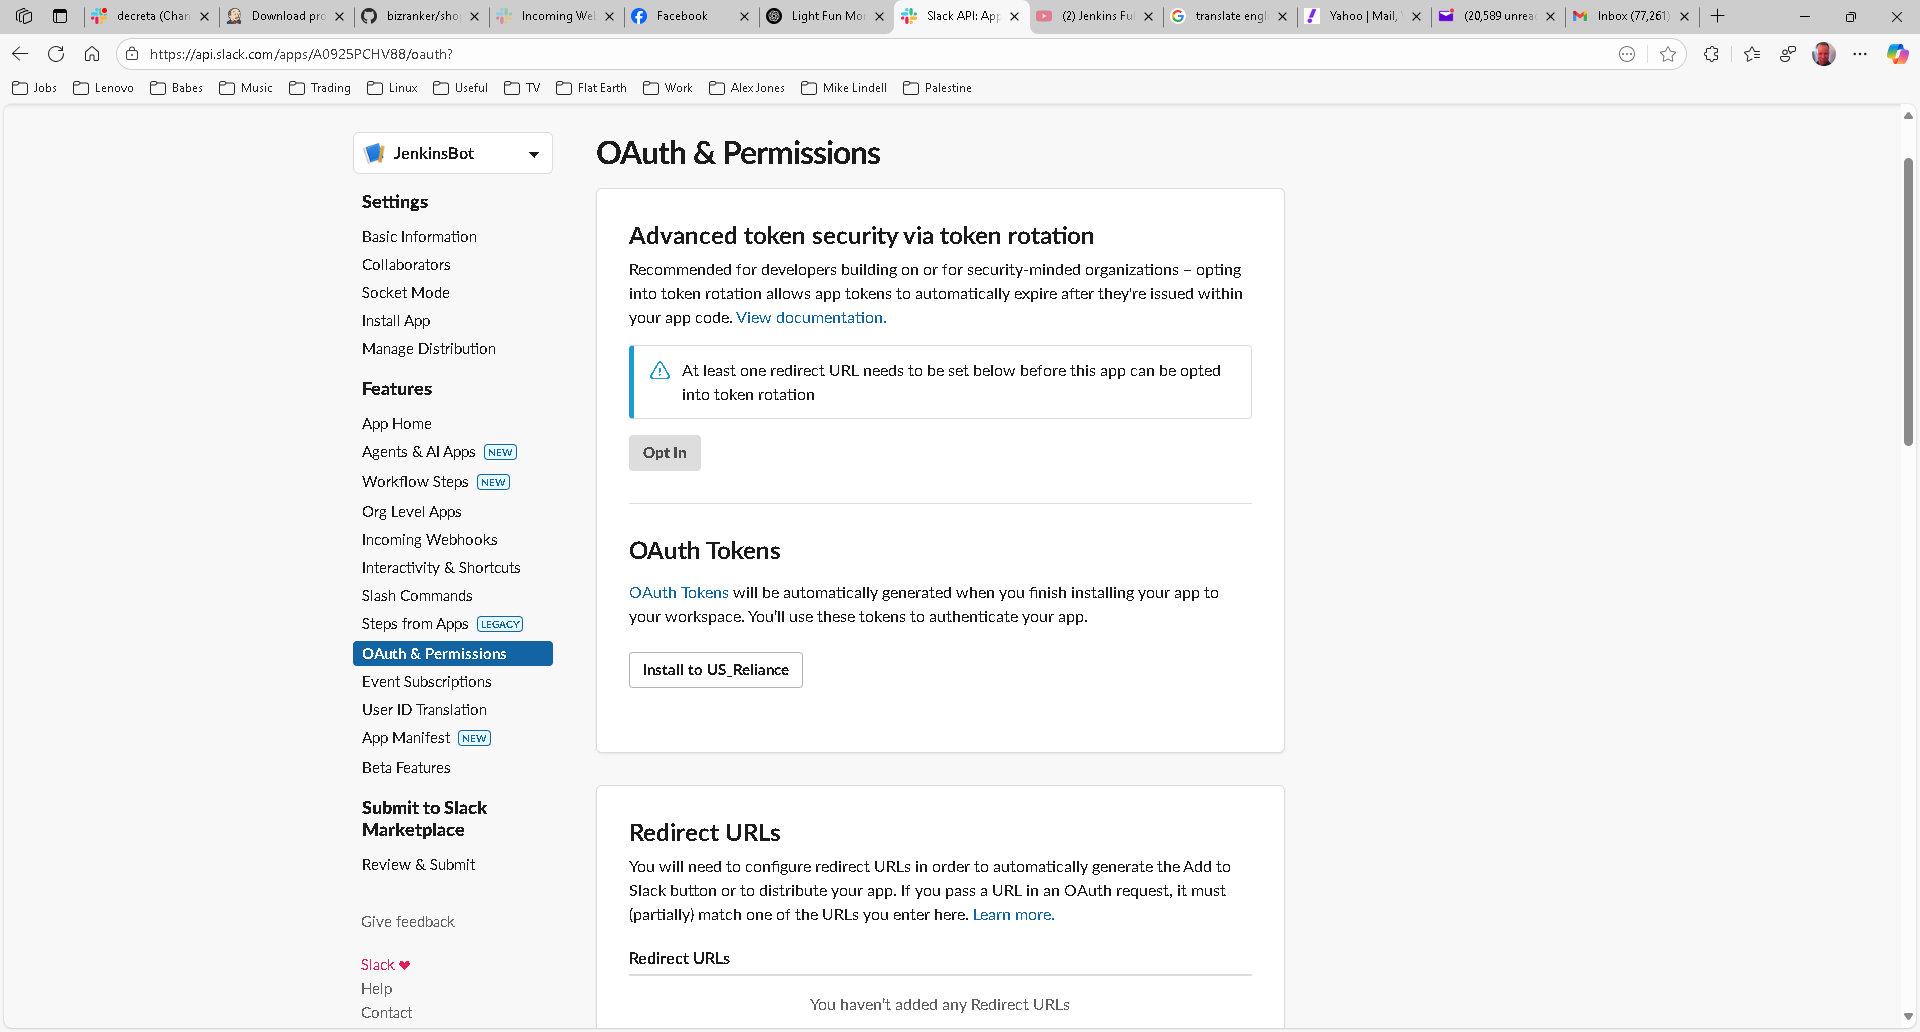 decreta (Chan
Download pro
bizranker/sho
Incoming We
Facebook
Light Fun Mo
Slack API: App
(2) Jenkins Ful
translate engli
Yahoo | Mail,
(20,589 unrea
Inbox (77,261)
https://api.slack.com/apps/A0925PCHV88/oauth?
Jobs
Lenovo
Babes
Music
Trading
Linux
Useful
TV
Flat Earth
Work
Alex Jones
Mike Lindell
Palestine
JenkinsBot
Settings
Basic Information
Collaborators
Socket Mode
Install App
Manage Distribution
Features
App Home
Agents & AI Apps NEW
Workflow Steps NEW
Org Level Apps
Incoming Webhooks
Interactivity & Shortcuts
Slash Commands
Steps from Apps LEGACY
OAuth & Permissions
Event Subscriptions
User ID Translation
App Manifest NEW
Beta Features
Submit to Slack
Marketplace
Review & Submit
Give feedback
Slack ❤
Help
Contact
OAuth & Permissions
Advanced token security via token rotation
Recommended for developers building on or for security-minded organizations – opting
into token rotation allows app tokens to automatically expire after they're issued within
your app code. View documentation.
At least one redirect URL needs to be set below before this app can be opted
into token rotation
Opt In
OAuth Tokens
OAuth Tokens will be automatically generated when you finish installing your app to
your workspace. You'll use these tokens to authenticate your app.
Install to US_Reliance
Redirect URLs
You will need to configure redirect URLs in order to automatically generate the Add to
Slack button or to distribute your app. If you pass a URL in an OAuth request, it must
(partially) match one of the URLs you enter here. Learn more.
Redirect URLs
You haven't added any Redirect URLs